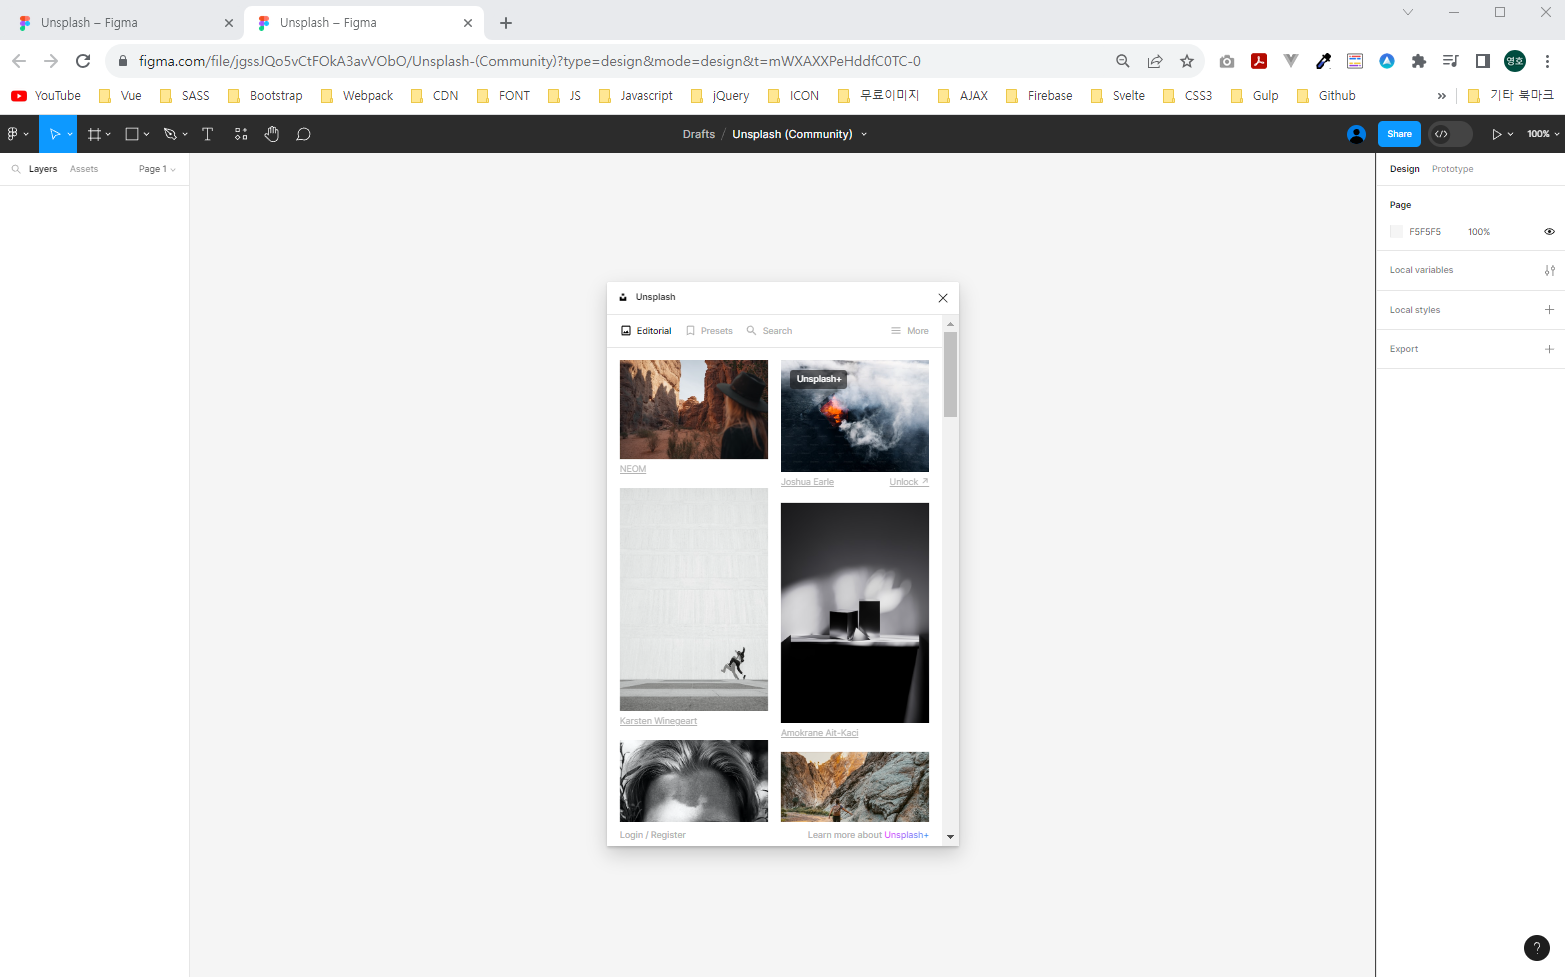 Unsplash – Figma
Unsplash – Figma
figma.com/file/jgssJQo5vCtFOkA3avVObO/Unsplash-(Community)?type=design&mode=design&t=mWXAXXPeHddfC0TC-0
영호
YouTube Vue SASS Bootstrap Webpack CDN FONT JS Javascript jQuery ICON 무료이미지 AJAX Firebase Svelte CSS3 Gulp Github » 기타 북마크
Drafts / Unsplash (Community)
Share
100%
Layers Assets Page 1
Design Prototype
Page
F5F5F5 100%
Local variables
Local styles
Export
Unsplash
Editorial Presets Search More
Unsplash+
NEOM
Joshua Earle Unlock ↗
Karsten Winegeart
Amokrane Ait-Kaci
Login / Register Learn more about Unsplash+
?